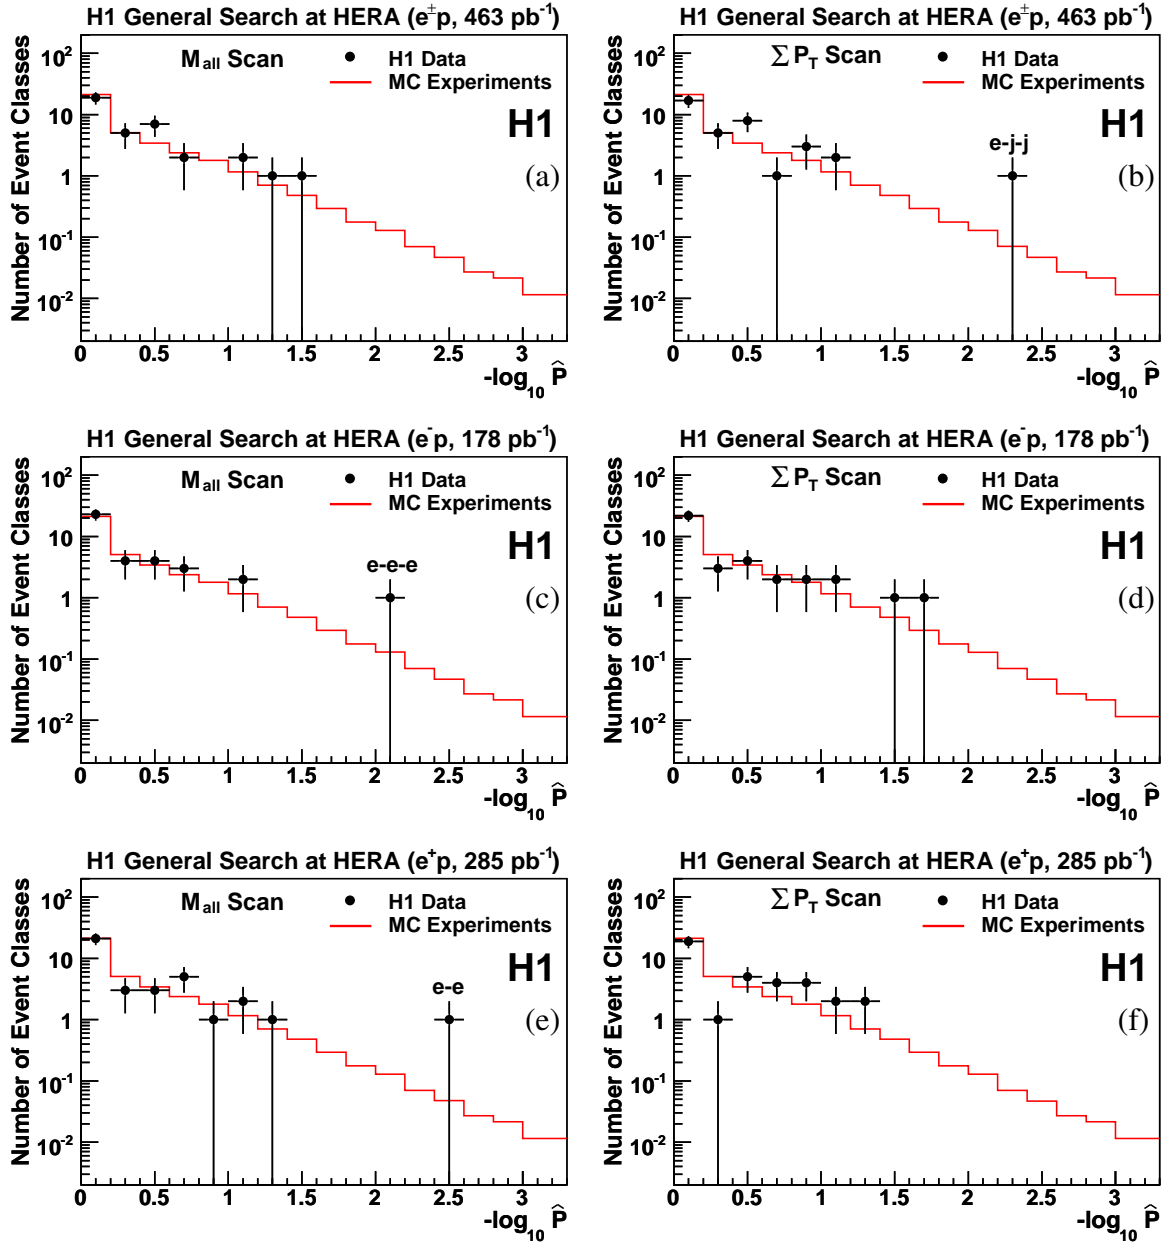 H1 General Search at HERA (e±p, 463 pb⁻¹)
Number of Event Classes
M_all Scan
H1 Data
MC Experiments
H1
(a)
10²
10
1
10⁻¹
10⁻²
0 0.5 1 1.5 2 2.5 3
-log₁₀ P̂
H1 General Search at HERA (e±p, 463 pb⁻¹)
Number of Event Classes
∑ P_T Scan
H1 Data
MC Experiments
H1
e-j-j
(b)
10²
10
1
10⁻¹
10⁻²
0 0.5 1 1.5 2 2.5 3
-log₁₀ P̂
H1 General Search at HERA (e⁻p, 178 pb⁻¹)
Number of Event Classes
M_all Scan
H1 Data
MC Experiments
H1
e-e-e
(c)
10²
10
1
10⁻¹
10⁻²
0 0.5 1 1.5 2 2.5 3
-log₁₀ P̂
H1 General Search at HERA (e⁻p, 178 pb⁻¹)
Number of Event Classes
∑ P_T Scan
H1 Data
MC Experiments
H1
(d)
10²
10
1
10⁻¹
10⁻²
0 0.5 1 1.5 2 2.5 3
-log₁₀ P̂
H1 General Search at HERA (e⁺p, 285 pb⁻¹)
Number of Event Classes
M_all Scan
H1 Data
MC Experiments
H1
e-e
(e)
10²
10
1
10⁻¹
10⁻²
0 0.5 1 1.5 2 2.5 3
-log₁₀ P̂
H1 General Search at HERA (e⁺p, 285 pb⁻¹)
Number of Event Classes
∑ P_T Scan
H1 Data
MC Experiments
H1
(f)
10²
10
1
10⁻¹
10⁻²
0 0.5 1 1.5 2 2.5 3
-log₁₀ P̂